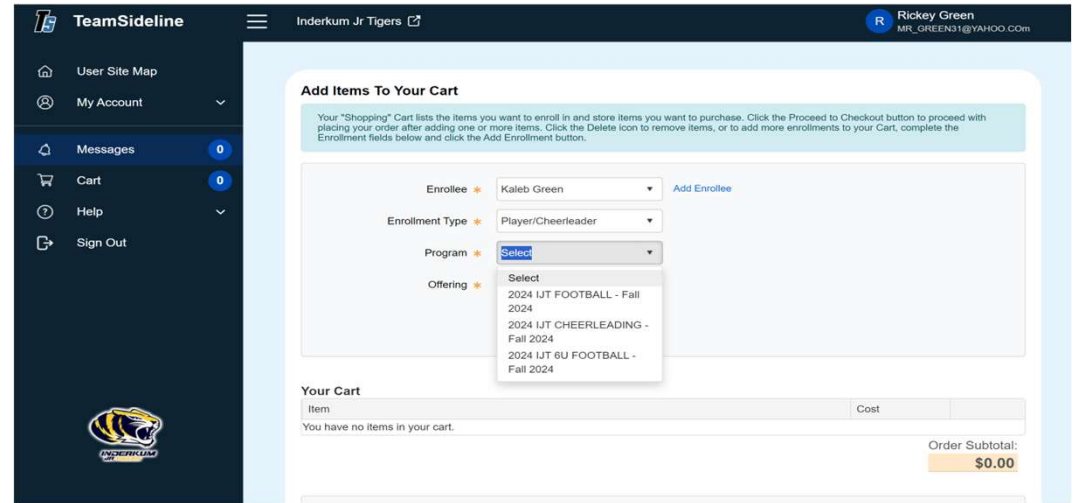 TeamSideline
Inderkum Jr Tigers
R
Rickey Green
MR_GREEN31@YAHOO.COm
User Site Map
My Account
Messages 0
Cart 0
Help
Sign Out
INDERKUM
JR
Add Items To Your Cart
Your "Shopping" Cart lists the items you want to enroll in and store items you want to purchase. Click the Proceed to Checkout button to proceed with
placing your order after adding one or more items. Click the Delete icon to remove items, or to add more enrollments to your Cart, complete the
Enrollment fields below and click the Add Enrollment button.
Enrollee * Kaleb Green Add Enrollee
Enrollment Type * Player/Cheerleader
Program * Select
Offering *
Select
2024 IJT FOOTBALL - Fall
2024
2024 IJT CHEERLEADING -
Fall 2024
2024 IJT 6U FOOTBALL -
Fall 2024
Your Cart
Item Cost
You have no items in your cart.
Order Subtotal:
$0.00